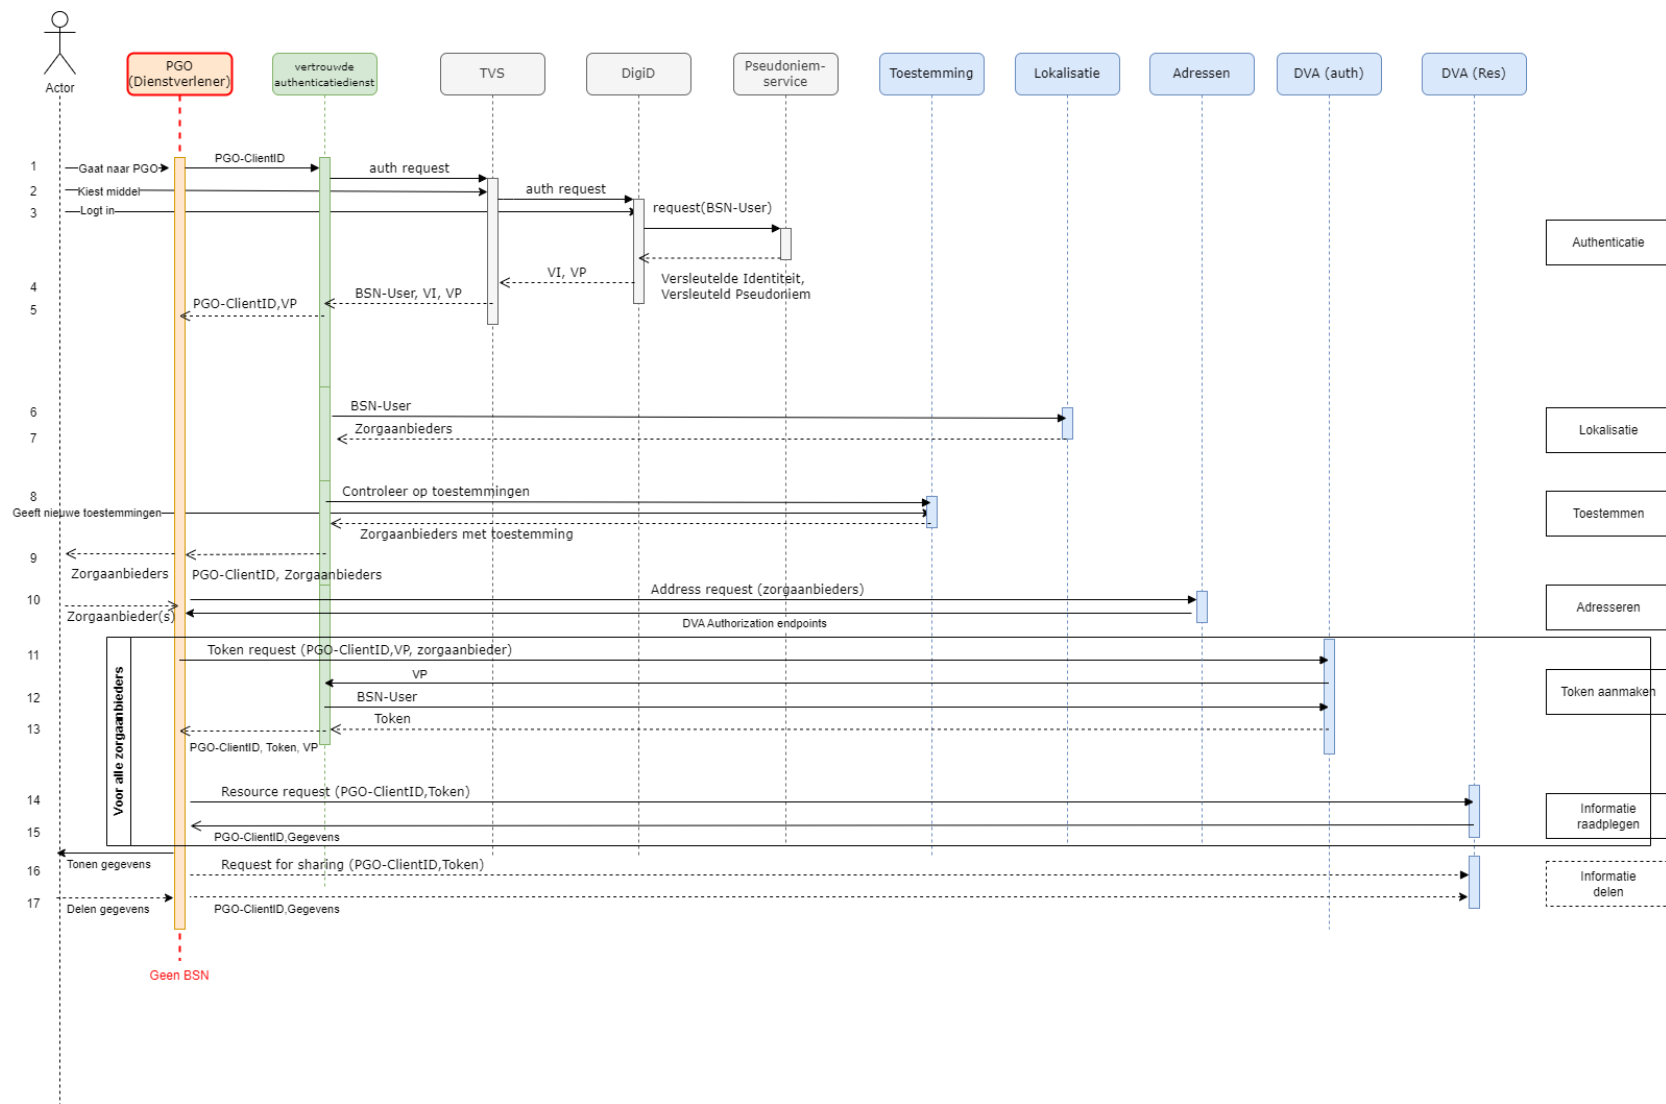 Actor
PGO
(Dienstverlener)
vertrouwde
authenticatiedienst
TVS
DigiD
Pseudoniem-
service
Toestemming
Lokalisatie
Adressen
DVA (auth)
DVA (Res)
1
Gaat naar PGO
PGO-ClientID
auth request
2
Kiest middel
auth request
3
Logt in
request(BSN-User)
Authenticatie
VI, VP
Versleutelde Identiteit,
Versleuteld Pseudoniem
4
BSN-User, VI, VP
5
PGO-ClientID,VP
6
BSN-User
7
Zorgaanbieders
Lokalisatie
8
Controleer op toestemmingen
Geeft nieuwe toestemmingen
Toestemmen
Zorgaanbieders met toestemming
9
Zorgaanbieders
PGO-ClientID, Zorgaanbieders
10
Address request (zorgaanbieders)
Zorgaanbieder(s)
DVA Authorization endpoints
Adresseren
Voor alle zorgaanbieders
11
Token request (PGO-ClientID,VP, zorgaanbieder)
VP
12
BSN-User
Token aanmaken
13
Token
PGO-ClientID, Token, VP
14
Resource request (PGO-ClientID,Token)
Informatie
raadplegen
15
PGO-ClientID,Gegevens
Tonen gegevens
16
Request for sharing (PGO-ClientID,Token)
Informatie
delen
17
Delen gegevens
PGO-ClientID,Gegevens
Geen BSN